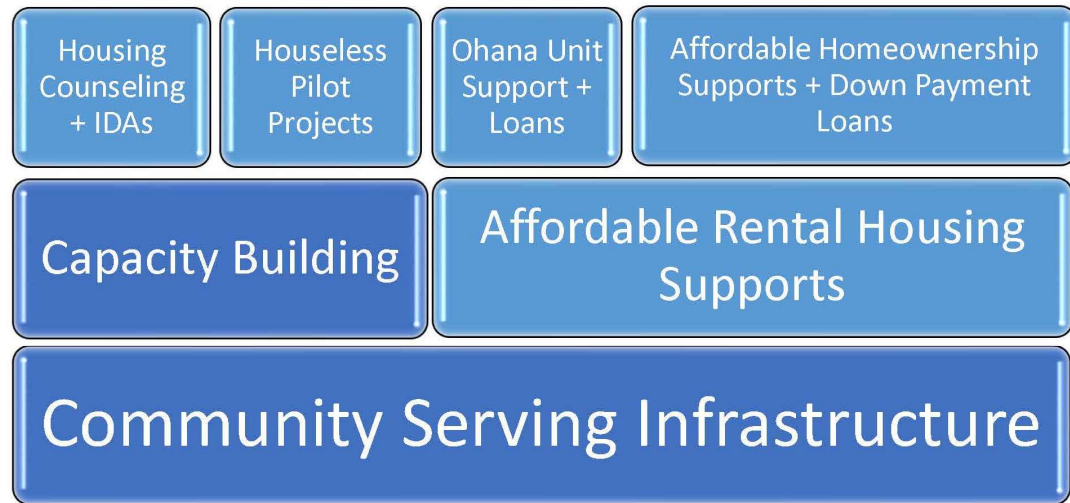 Housing
Counseling
+ IDAs
Houseless
Pilot
Projects
Ohana Unit
Support +
Loans
Affordable Homeownership
Supports + Down Payment
Loans
Capacity Building
Affordable Rental Housing
Supports
Community Serving Infrastructure